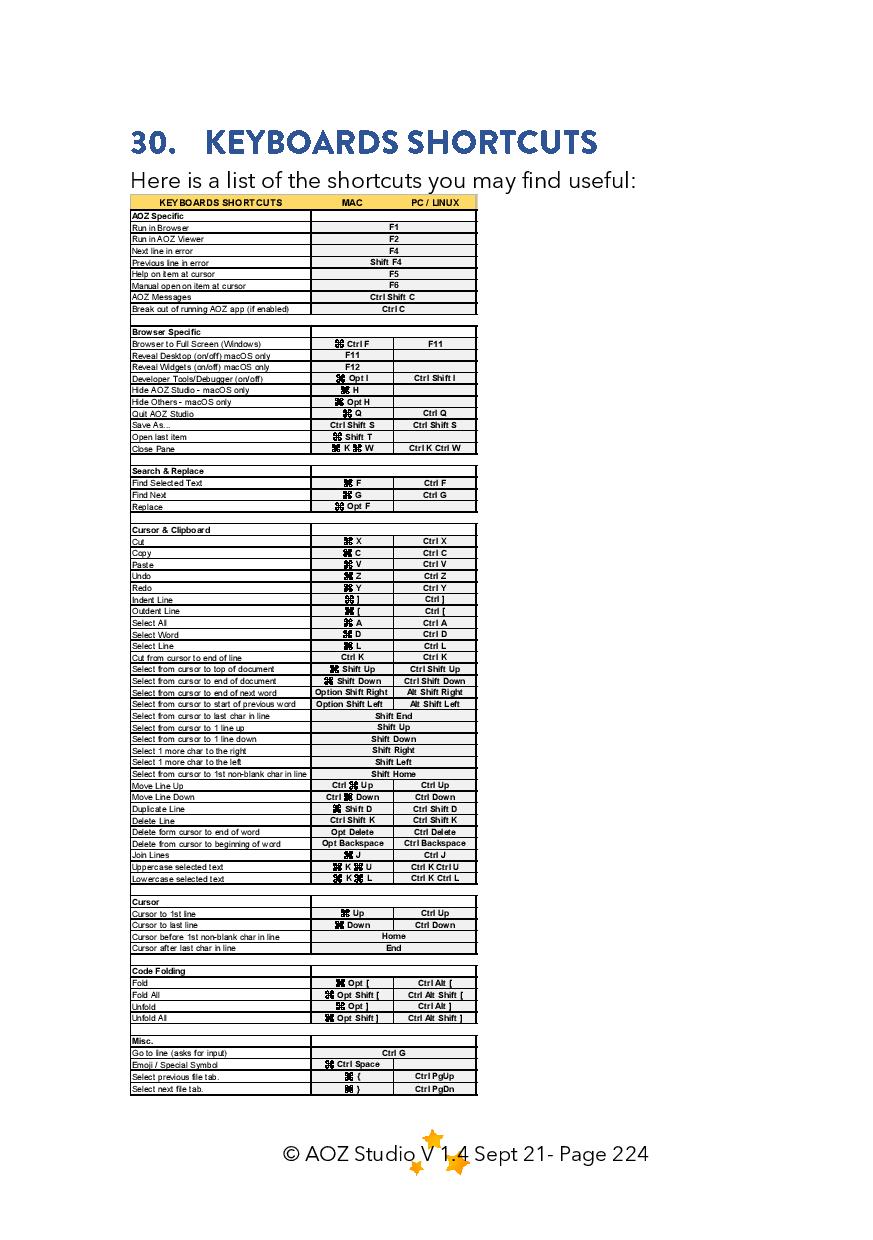 30. KEYBOARDS SHORTCUTS
Here is a list of the shortcuts you may find useful:
KEYBOARDS SHORTCUTS MAC PC / LINUX
AOZ Specific
Run in Browser F1
Run in AOZ Viewer F2
Next line in error F4
Previous line in error Shift F4
Help on item at cursor F5
Manual open on item at cursor F6
AOZ Messages Ctrl Shift C
Break out of running AOZ app (if enabled) Ctrl C
Browser Specific
Browser to Full Screen (Windows) ⌘ Ctrl F F11
Reveal Desktop (on/off) macOS only F11
Reveal Widgets (on/off) macOS only F12
Developer Tools/Debugger (on/off) ⌘ Opt I Ctrl Shift I
Hide AOZ Studio - macOS only ⌘ H
Hide Others - macOS only ⌘ Opt H
Quit AOZ Studio ⌘ Q Ctrl Q
Save As... Ctrl Shift S Ctrl Shift S
Open last item ⌘ Shift T
Close Pane ⌘ K ⌘ W Ctrl K Ctrl W
Search & Replace
Find Selected Text ⌘ F Ctrl F
Find Next ⌘ G Ctrl G
Replace ⌘ Opt F
Cursor & Clipboard
Cut ⌘ X Ctrl X
Copy ⌘ C Ctrl C
Paste ⌘ V Ctrl V
Undo ⌘ Z Ctrl Z
Redo ⌘ Y Ctrl Y
Indent Line ⌘ ] Ctrl ]
Outdent Line ⌘ [ Ctrl [
Select All ⌘ A Ctrl A
Select Word ⌘ D Ctrl D
Select Line ⌘ L Ctrl L
Cut from cursor to end of line Ctrl K Ctrl K
Select from cursor to top of document ⌘ Shift Up Ctrl Shift Up
Select from cursor to end of document ⌘ Shift Down Ctrl Shift Down
Select from cursor to end of next word Option Shift Right Alt Shift Right
Select from cursor to start of previous word Option Shift Left Alt Shift Left
Select from cursor to last char in line Shift End
Select from cursor to 1 line up Shift Up
Select from cursor to 1 line down Shift Down
Select 1 more char to the right Shift Right
Select 1 more char to the left Shift Left
Select from cursor to 1st non-blank char in line Shift Home
Move Line Up Ctrl ⌘ Up Ctrl Up
Move Line Down Ctrl ⌘ Down Ctrl Down
Duplicate Line ⌘ Shift D Ctrl Shift D
Delete Line Ctrl Shift K Ctrl Shift K
Delete form cursor to end of word Opt Delete Ctrl Delete
Delete from cursor to beginning of word Opt Backspace Ctrl Backspace
Join Lines ⌘ J Ctrl J
Uppercase selected text ⌘ K ⌘ U Ctrl K Ctrl U
Lowercase selected text ⌘ K ⌘ L Ctrl K Ctrl L
Cursor
Cursor to 1st line ⌘ Up Ctrl Up
Cursor to last line ⌘ Down Ctrl Down
Cursor before 1st non-blank char in line Home
Cursor after last char in line End
Code Folding
Fold ⌘ Opt [ Ctrl Alt [
Fold All ⌘ Opt Shift [ Ctrl Alt Shift [
Unfold ⌘ Opt ] Ctrl Alt ]
Unfold All ⌘ Opt Shift ] Ctrl Alt Shift ]
Misc.
Go to line (asks for input) Ctrl G
Emoji / Special Symbol ⌘ Ctrl Space
Select previous file tab. ⌘ { Ctrl PgUp
Select next file tab. ⌘ } Ctrl PgDn
© AOZ Studio V 1.4 Sept 21- Page 224